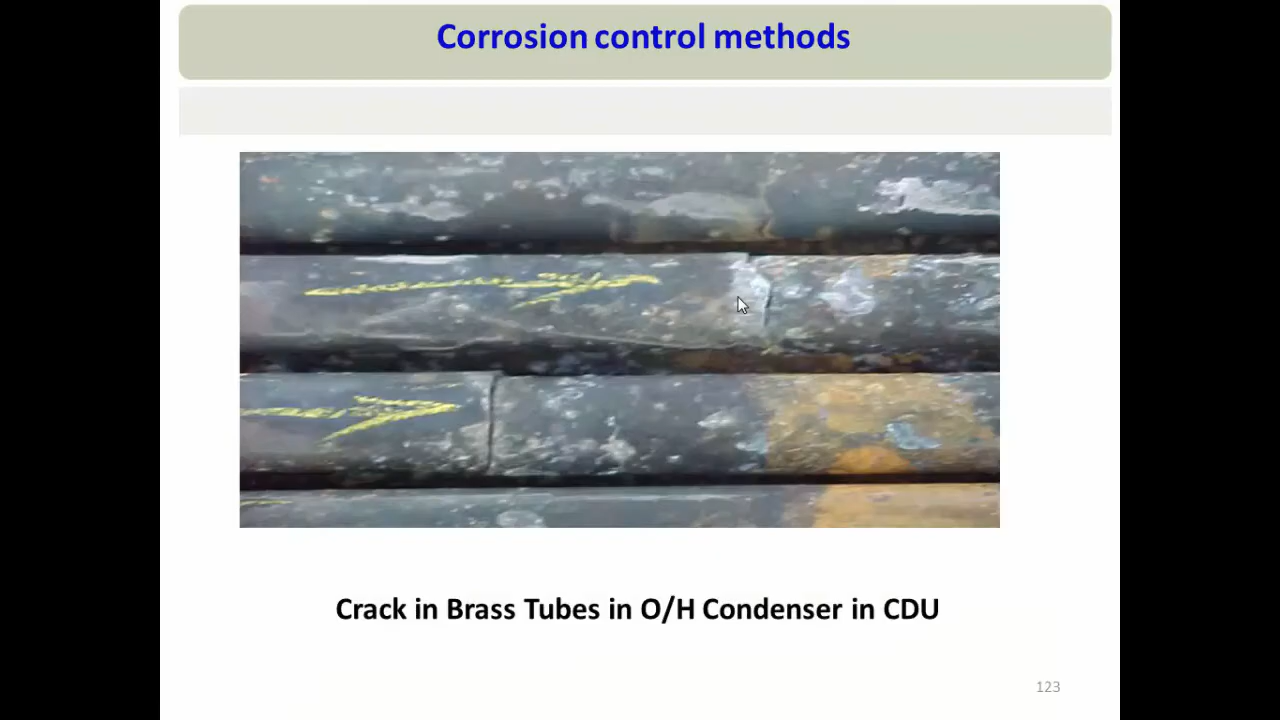 Corrosion control methods
Crack in Brass Tubes in O/H Condenser in CDU
123